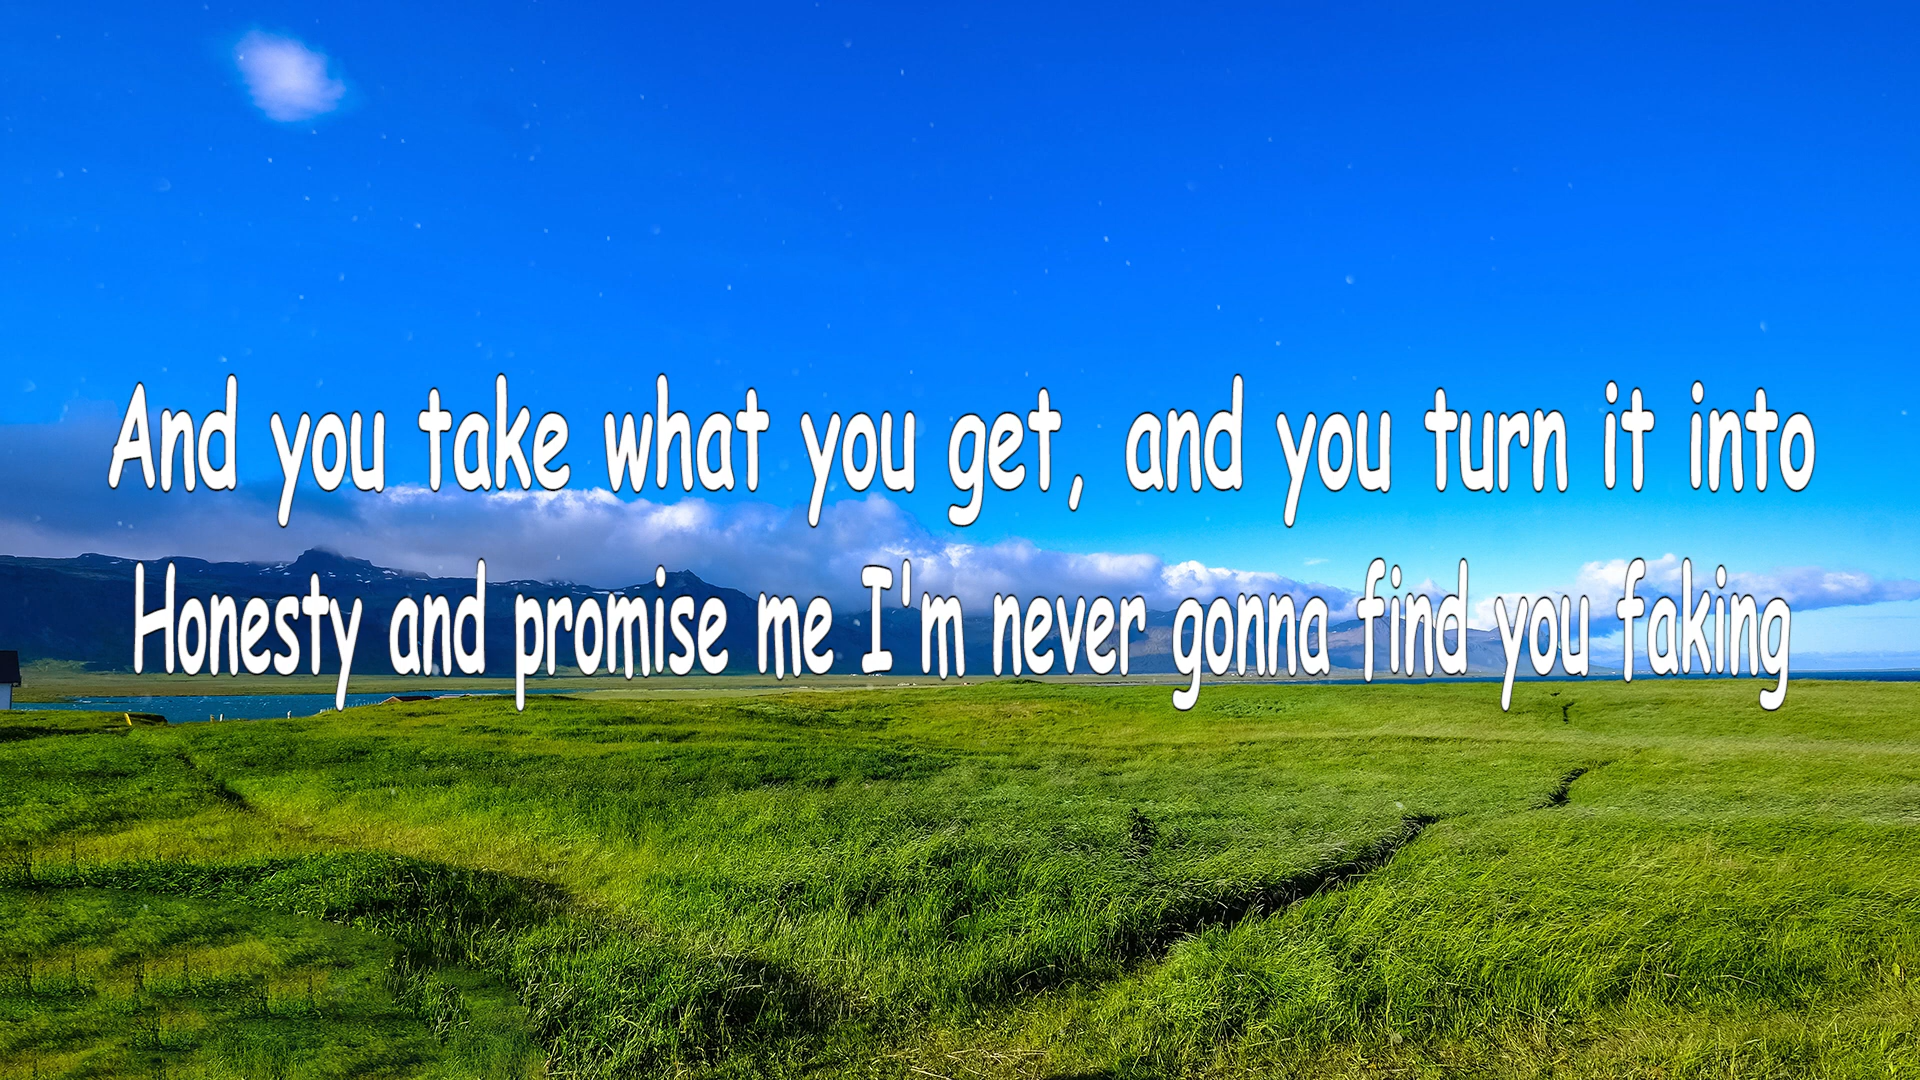 And you take what you get, and you turn it into
Honesty and promise me I'm never gonna find you faking